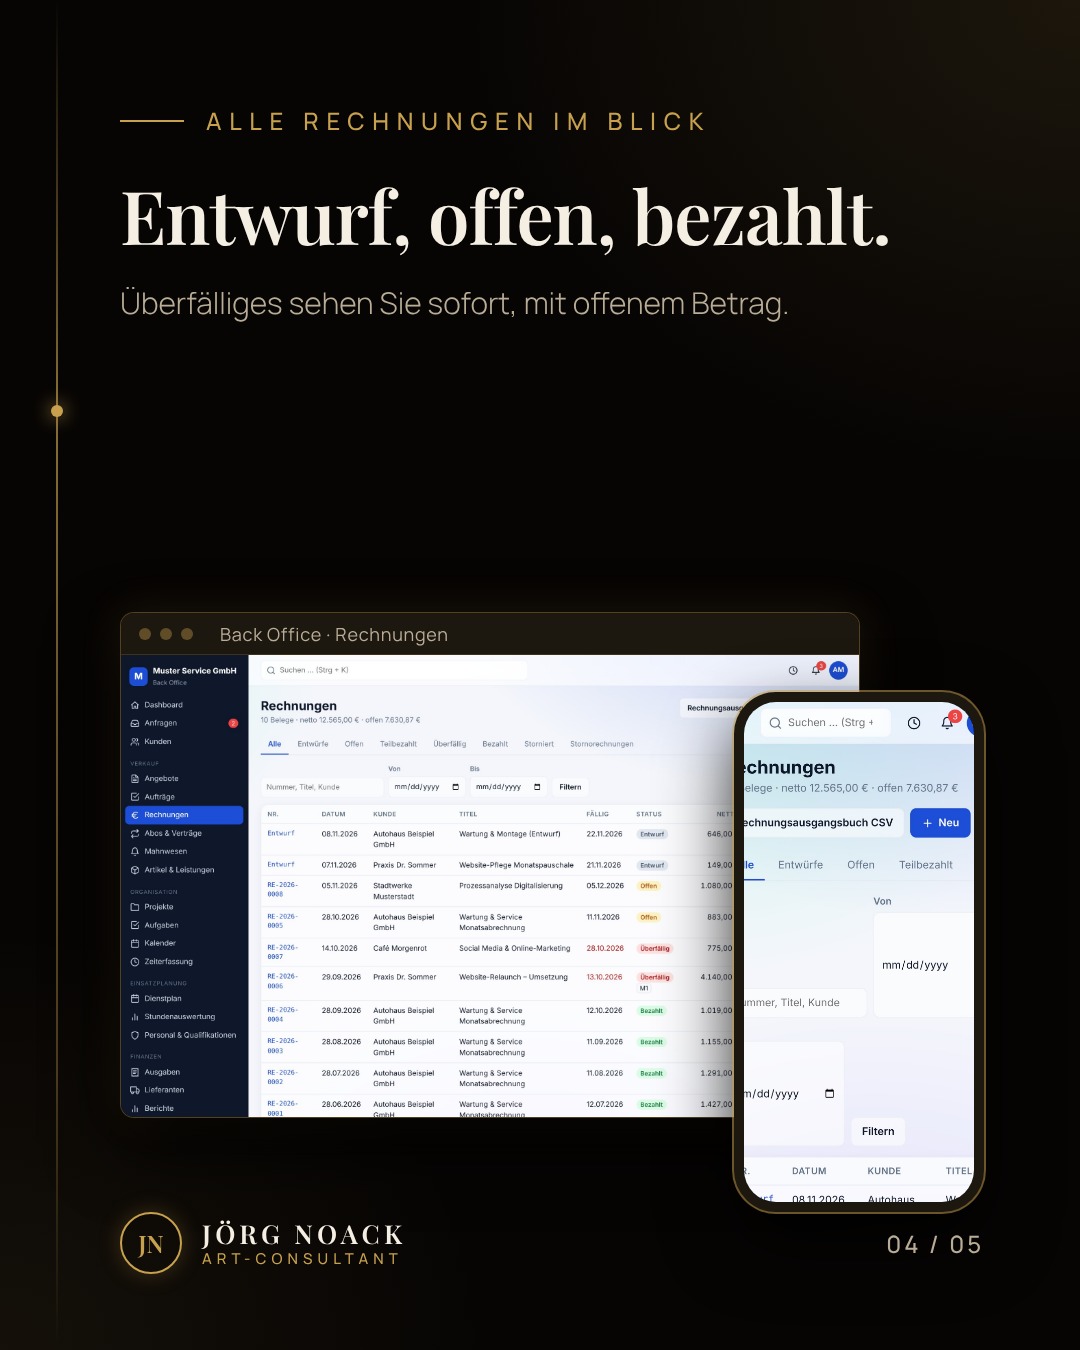 ALLE RECHNUNGEN IM BLICK
Entwurf, offen, bezahlt.
Überfälliges sehen Sie sofort, mit offenem Betrag.
Back Office · Rechnungen
M Muster Service GmbH
Back Office
Dashboard
Anfragen 2
Kunden
VERKAUF
Angebote
Aufträge
Rechnungen
Abos & Verträge
Mahnwesen
Artikel & Leistungen
ORGANISATION
Projekte
Aufgaben
Kalender
Zeiterfassung
EINSATZPLANUNG
Dienstplan
Stundenauswertung
Personal & Qualifikationen
FINANZEN
Ausgaben
Lieferanten
Berichte
Suchen ... (Strg + K) 3 AM
Rechnungen
10 Belege · netto 12.565,00 € · offen 7.630,87 €
Rechnungsausg
Alle Entwürfe Offen Teilbezahlt Überfällig Bezahlt Storniert Stornorechnungen
Von Bis
Nummer, Titel, Kunde mm/dd/yyyy mm/dd/yyyy Filtern
NR. DATUM KUNDE TITEL FÄLLIG STATUS NETT
Entwurf 08.11.2026 Autohaus Beispiel GmbH Wartung & Montage (Entwurf) 22.11.2026 Entwurf 646,00
Entwurf 07.11.2026 Praxis Dr. Sommer Website-Pflege Monatspauschale 21.11.2026 Entwurf 149,00
RE-2026-0008 05.11.2026 Stadtwerke Musterstadt Prozessanalyse Digitalisierung 05.12.2026 Offen 1.080,00
RE-2026-0005 28.10.2026 Autohaus Beispiel GmbH Wartung & Service Monatsabrechnung 11.11.2026 Offen 883,00
RE-2026-0007 14.10.2026 Café Morgenrot Social Media & Online-Marketing 28.10.2026 Überfällig 775,00
RE-2026-0006 29.09.2026 Praxis Dr. Sommer Website-Relaunch – Umsetzung 13.10.2026 Überfällig M1 4.140,00
RE-2026-0004 28.09.2026 Autohaus Beispiel GmbH Wartung & Service Monatsabrechnung 12.10.2026 Bezahlt 1.019,00
RE-2026-0003 28.08.2026 Autohaus Beispiel GmbH Wartung & Service Monatsabrechnung 11.09.2026 Bezahlt 1.155,00
RE-2026-0002 28.07.2026 Autohaus Beispiel GmbH Wartung & Service Monatsabrechnung 11.08.2026 Bezahlt 1.291,00
RE-2026-0001 28.06.2026 Autohaus Beispiel GmbH Wartung & Service Monatsabrechnung 12.07.2026 Bezahlt 1.427,00
Suchen ... (Strg + 3
echnungen
elege · netto 12.565,00 € · offen 7.630,87 €
echnungsausgangsbuch CSV + Neu
lle Entwürfe Offen Teilbezahlt
Von
mm/dd/yyyy
ummer, Titel, Kunde
m/dd/yyyy
Filtern
R. DATUM KUNDE TITEL
rf 08.11.2026 Autohaus W
JN JÖRG NOACK
ART-CONSULTANT
04 / 05